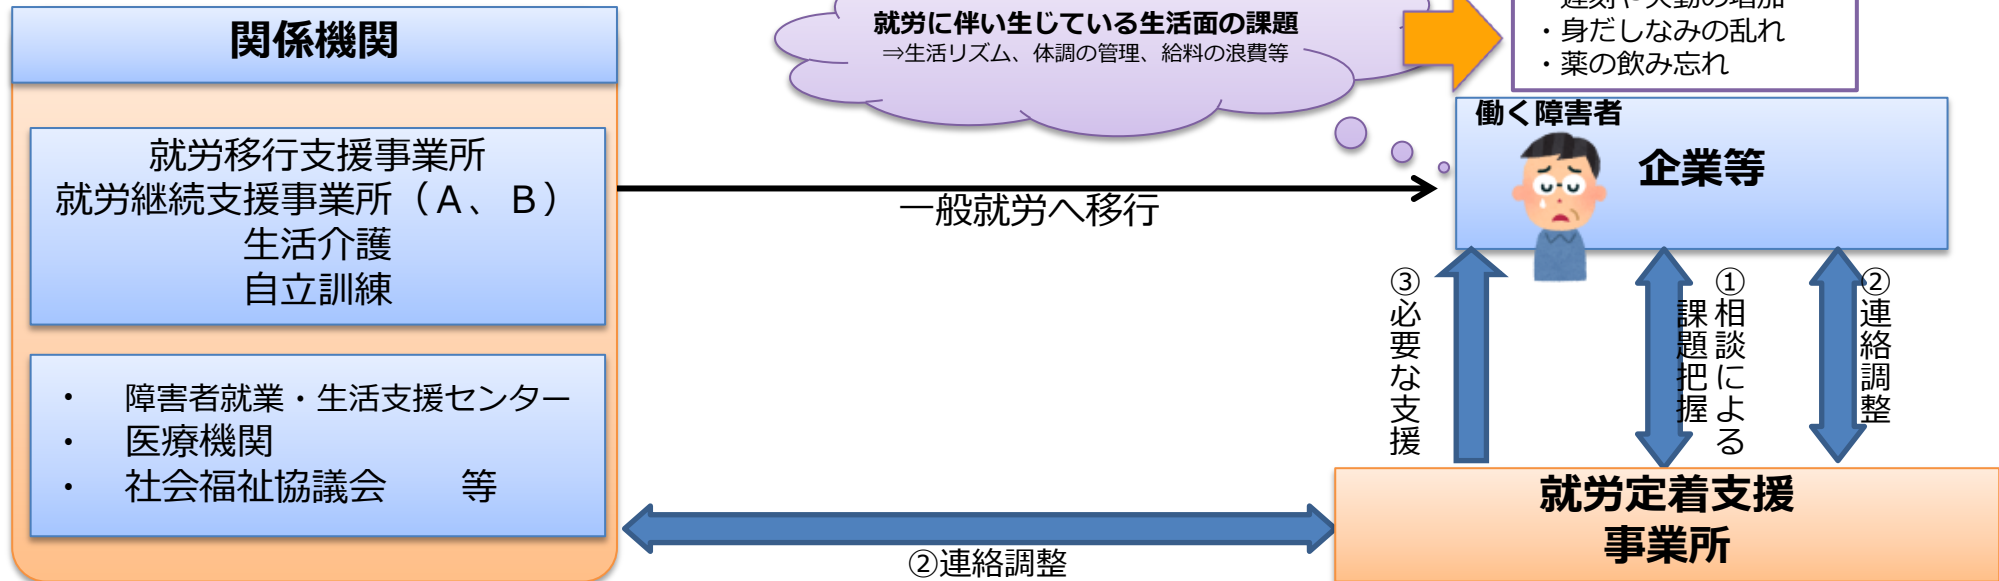 関係機関
就労移行支援事業所
就労継続支援事業所（Ａ、Ｂ）
生活介護
自立訓練
・　障害者就業・生活支援センター
・　医療機関
・　社会福祉協議会　　等
就労に伴い生じている生活面の課題
⇒生活リズム、体調の管理、給料の浪費等
・身だしなみの乱れ
・薬の飲み忘れ
働く障害者
企業等
一般就労へ移行
③必要な支援
①相談による
課題把握
②連絡調整
②連絡調整
就労定着支援
事業所